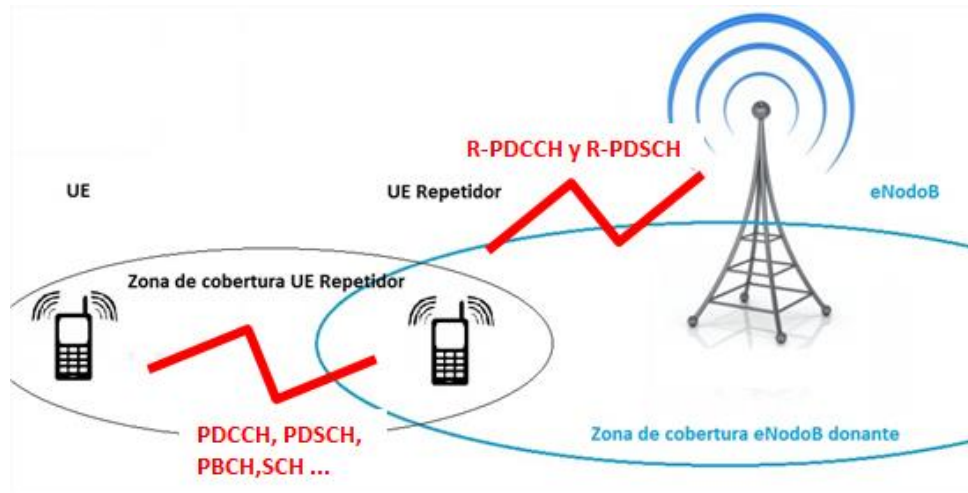 R-PDCCH y R-PDSCH
UE
UE Repetidor
eNodoB
Zona de cobertura UE Repetidor
PDCCH, PDSCH,
PBCH,SCH ...
Zona de cobertura eNodoB donante